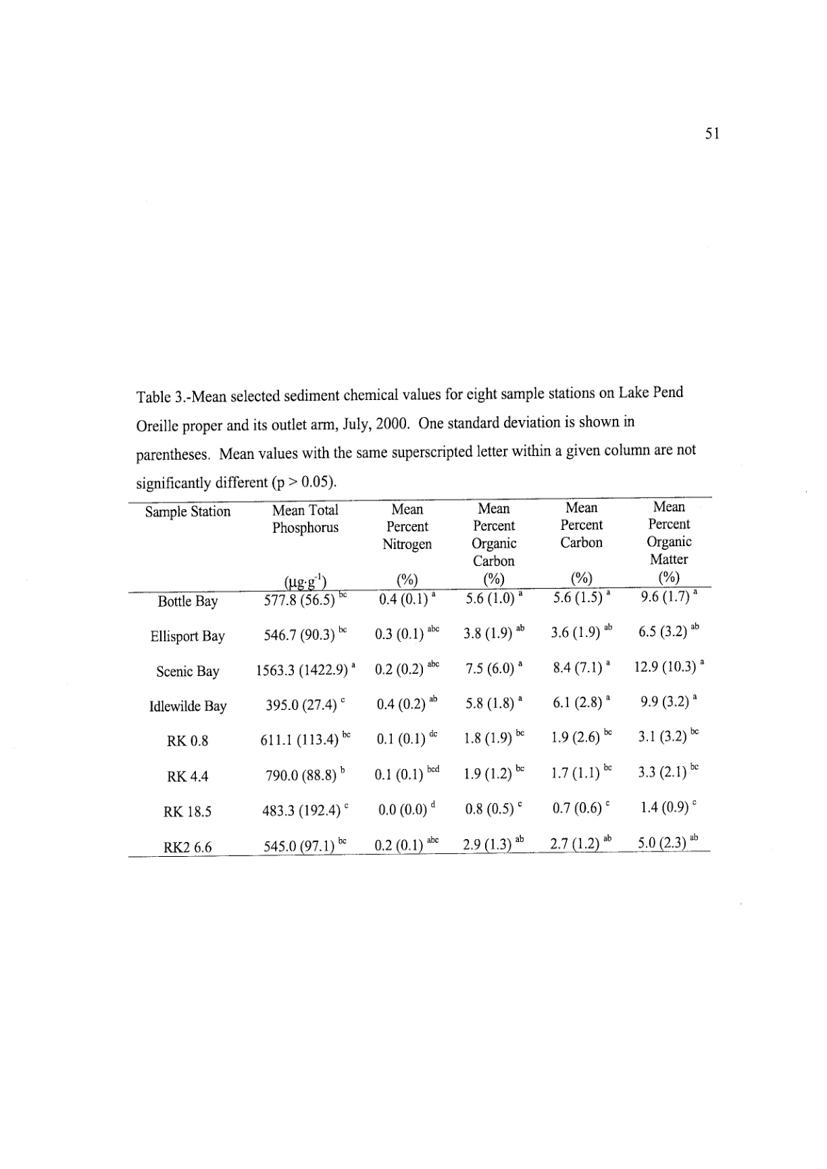 51
Table 3.-Mean selected sediment chemical values for eight sample stations on Lake Pend
Oreille proper and its outlet arm, July, 2000. One standard deviation is shown in
parentheses. Mean values with the same superscripted letter within a given column are not
significantly different (p > 0.05).
Sample Station Mean Total Mean Mean Mean Mean
Phosphorus Percent Percent Percent Percent
Nitrogen Organic Carbon Organic
Carbon Matter
(µg·g⁻¹) (%) (%) (%) (%)
Bottle Bay 577.8 (56.5) bc 0.4 (0.1) a 5.6 (1.0) a 5.6 (1.5) a 9.6 (1.7) a
Ellisport Bay 546.7 (90.3) bc 0.3 (0.1) abc 3.8 (1.9) ab 3.6 (1.9) ab 6.5 (3.2) ab
Scenic Bay 1563.3 (1422.9) a 0.2 (0.2) abc 7.5 (6.0) a 8.4 (7.1) a 12.9 (10.3) a
Idlewilde Bay 395.0 (27.4) c 0.4 (0.2) ab 5.8 (1.8) a 6.1 (2.8) a 9.9 (3.2) a
RK 0.8 611.1 (113.4) bc 0.1 (0.1) dc 1.8 (1.9) bc 1.9 (2.6) bc 3.1 (3.2) bc
RK 4.4 790.0 (88.8) b 0.1 (0.1) bcd 1.9 (1.2) bc 1.7 (1.1) bc 3.3 (2.1) bc
RK 18.5 483.3 (192.4) c 0.0 (0.0) d 0.8 (0.5) c 0.7 (0.6) c 1.4 (0.9) c
RK2 6.6 545.0 (97.1) bc 0.2 (0.1) abc 2.9 (1.3) ab 2.7 (1.2) ab 5.0 (2.3) ab